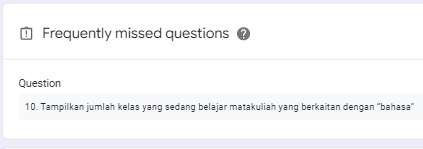 Frequently missed questions
Question
10. Tampilkan jumlah kelas yang sedang belajar matakuliah yang berkaitan dengan "bahasa"